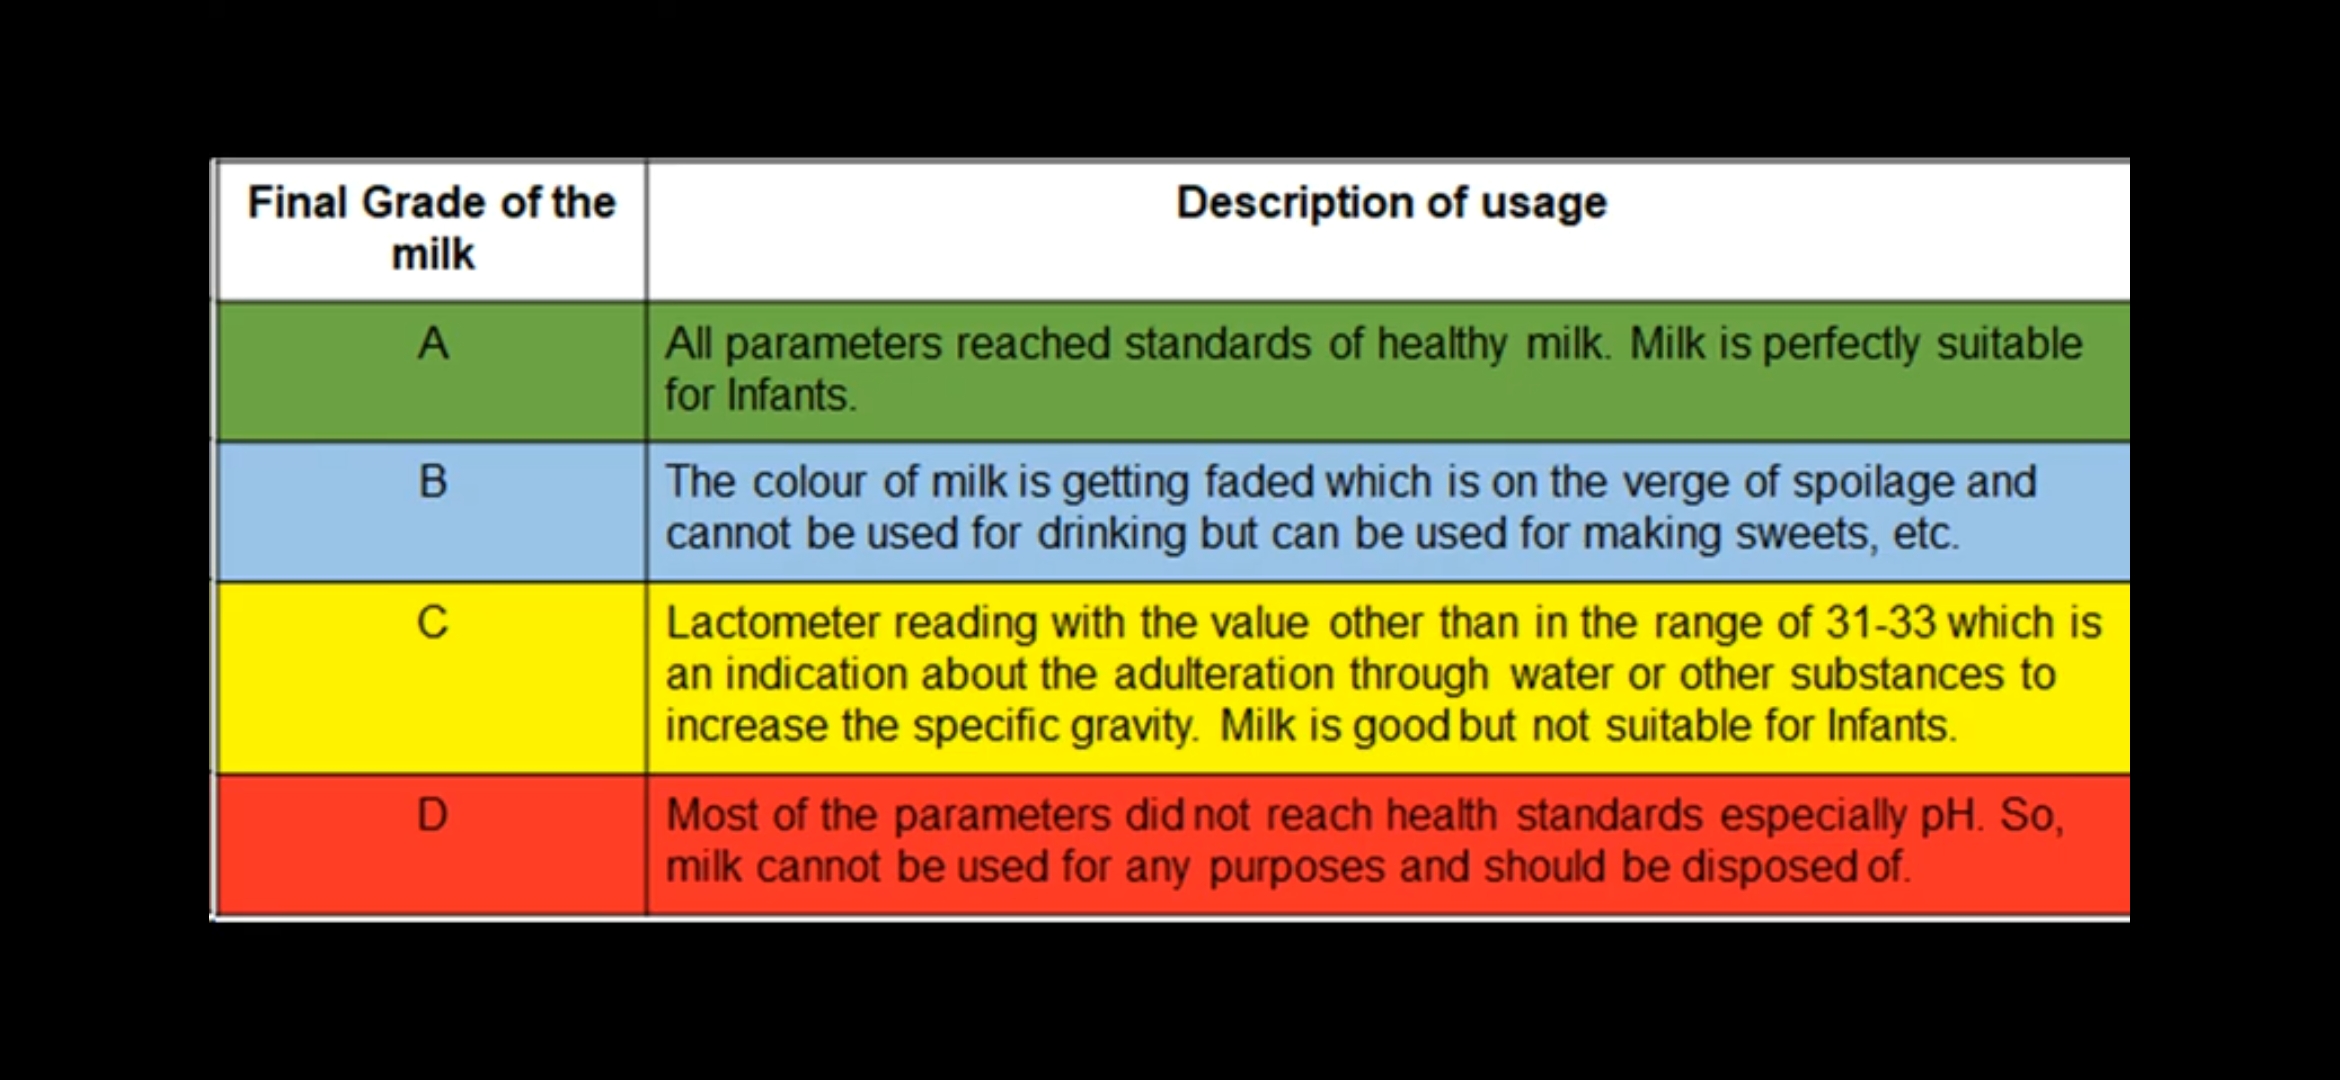 Final Grade of the
milk
Description of usage
A
All parameters reached standards of healthy milk. Milk is perfectly suitable
for Infants.
B
The colour of milk is getting faded which is on the verge of spoilage and
cannot be used for drinking but can be used for making sweets, etc.
C
Lactometer reading with the value other than in the range of 31-33 which is
an indication about the adulteration through water or other substances to
increase the specific gravity. Milk is good but not suitable for Infants.
D
Most of the parameters did not reach health standards especially pH. So,
milk cannot be used for any purposes and should be disposed of.